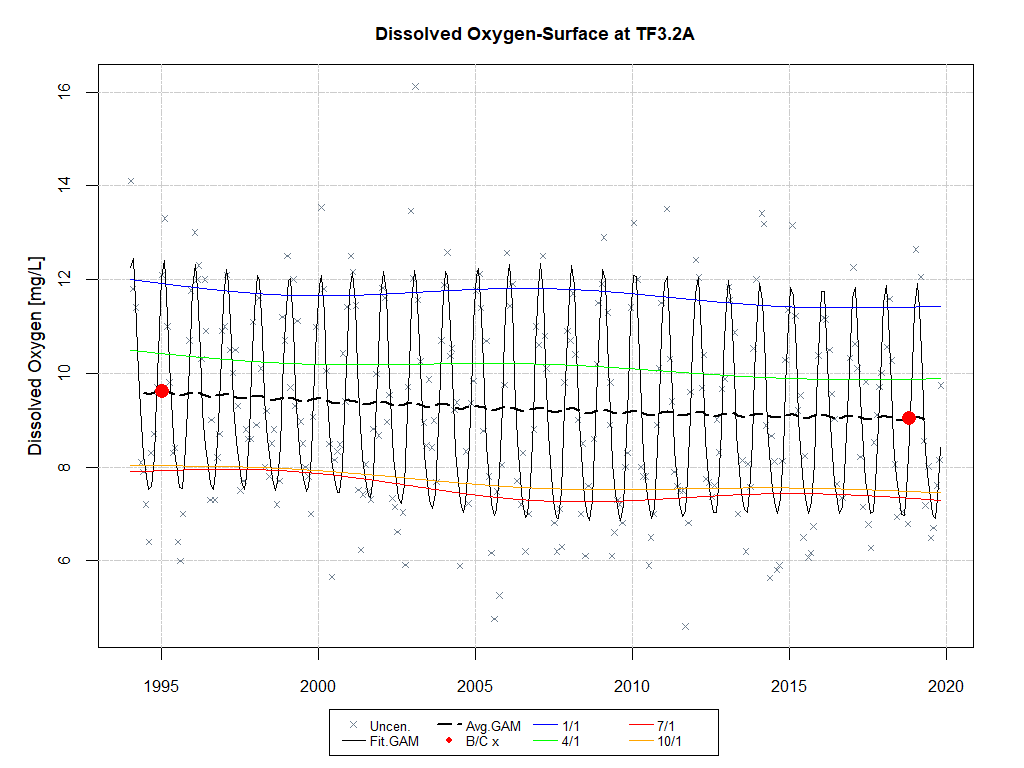 Dissolved Oxygen-Surface at TF3.2A
Dissolved Oxygen [mg/L]
16
14
12
10
8
6
1995 2000 2005 2010 2015 2020
Uncen. Avg.GAM 1/1 7/1
Fit.GAM B/C x 4/1 10/1